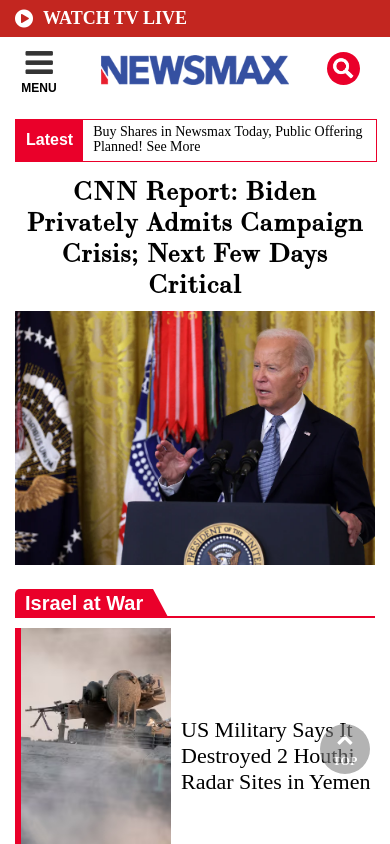 WATCH TV LIVE
MENU
NEWSMAX
Latest
Buy Shares in Newsmax Today, Public Offering
Planned! See More
CNN Report: Biden
Privately Admits Campaign
Crisis; Next Few Days
Critical
Israel at War
US Military Says It
Destroyed 2 Houthi
Radar Sites in Yemen
TOP